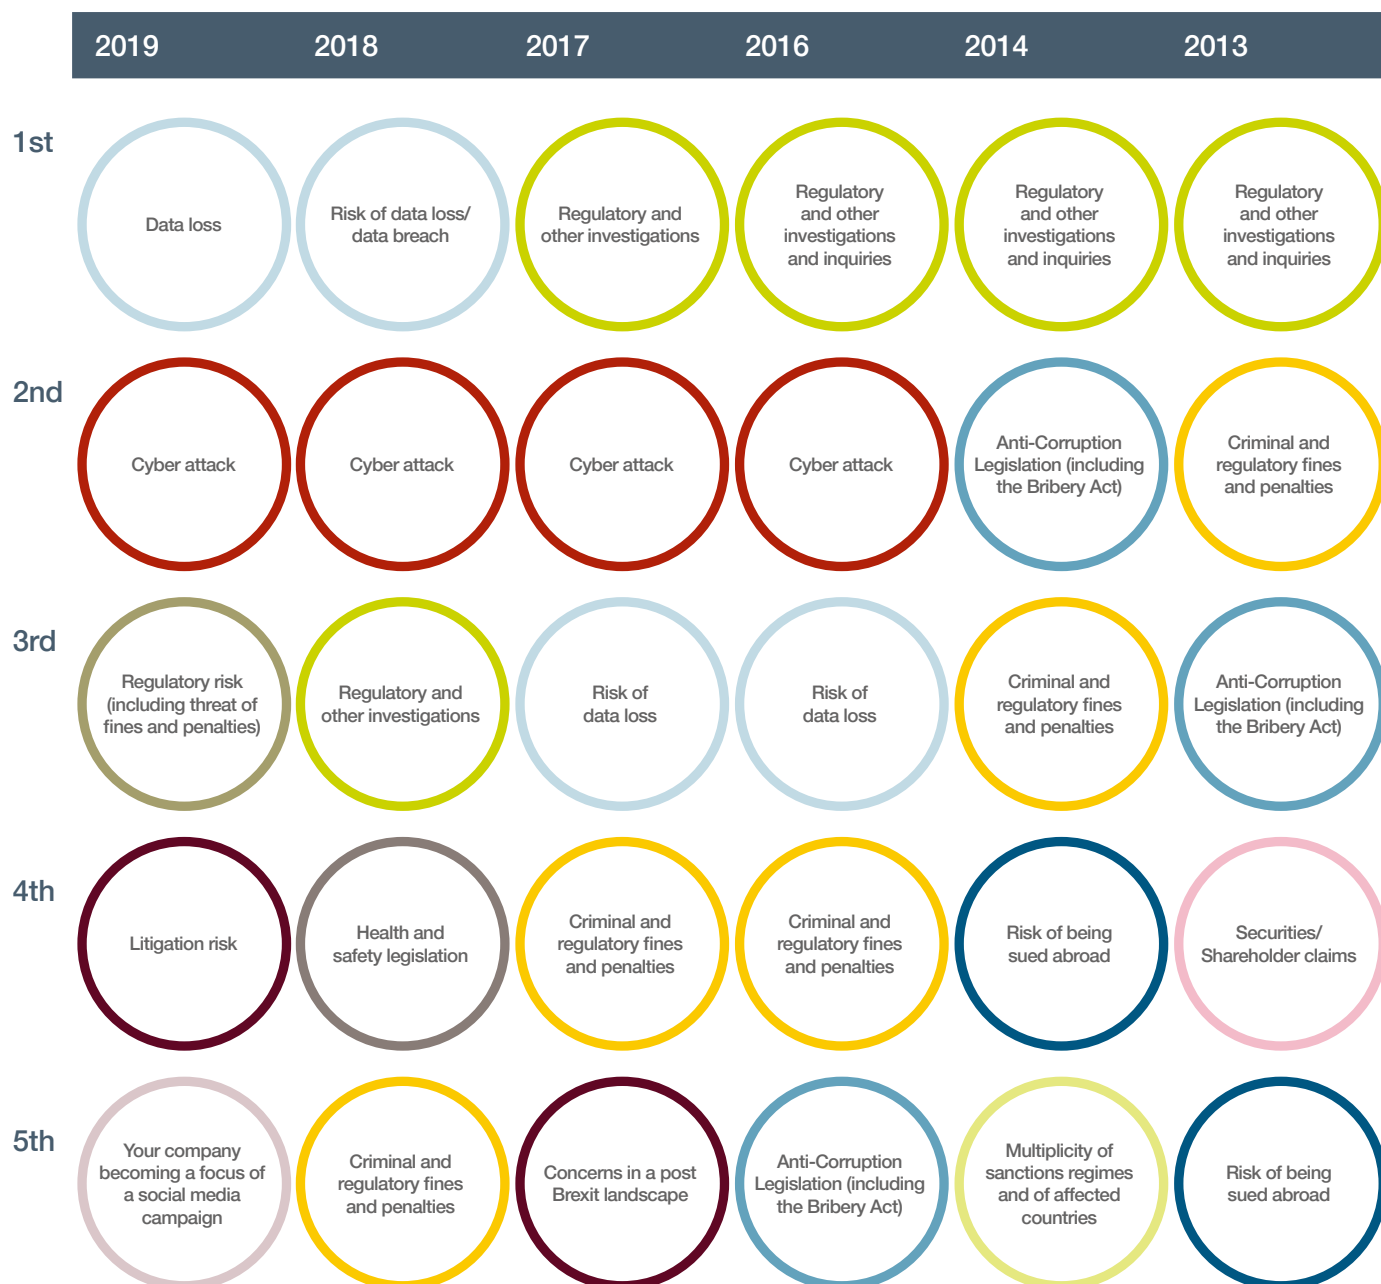 2019 2018 2017 2016 2014 2013
1st
Data loss
Risk of data loss/
data breach
Regulatory and
other investigations
Regulatory
and other
investigations
and inquiries
Regulatory
and other
investigations
and inquiries
Regulatory
and other
investigations
and inquiries
2nd
Cyber attack
Cyber attack
Cyber attack
Cyber attack
Anti-Corruption
Legislation (including
the Bribery Act)
Criminal and
regulatory fines
and penalties
3rd
Regulatory risk
(including threat of
fines and penalties)
Regulatory and
other investigations
Risk of
data loss
Risk of
data loss
Criminal and
regulatory fines
and penalties
Anti-Corruption
Legislation (including
the Bribery Act)
4th
Litigation risk
Health and
safety legislation
Criminal and
regulatory fines
and penalties
Criminal and
regulatory fines
and penalties
Risk of being
sued abroad
Securities/
Shareholder claims
5th
Your company
becoming a focus of
a social media
campaign
Criminal and
regulatory fines
and penalties
Concerns in a post
Brexit landscape
Anti-Corruption
Legislation (including
the Bribery Act)
Multiplicity of
sanctions regimes
and of affected
countries
Risk of being
sued abroad